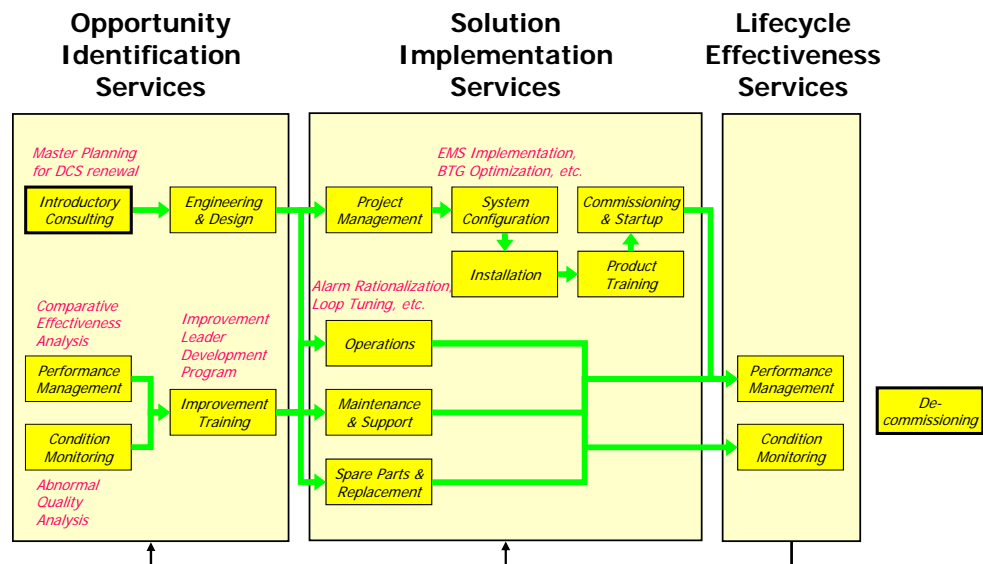 Opportunity
Identification
Services
Solution
Implementation
Services
Lifecycle
Effectiveness
Services
Master Planning
for DCS renewal
Introductory
Consulting
Engineering
& Design
Comparative
Effectiveness
Analysis
Performance
Management
Improvement
Leader
Development
Program
Improvement
Training
Condition
Monitoring
Abnormal
Quality
Analysis
EMS Implementation,
BTG Optimization, etc.
Project
Management
System
Configuration
Commissioning
& Startup
Installation
Product
Training
Alarm Rationalization,
Loop Tuning, etc.
Operations
Maintenance
& Support
Spare Parts &
Replacement
Performance
Management
Condition
Monitoring
De-
commissioning